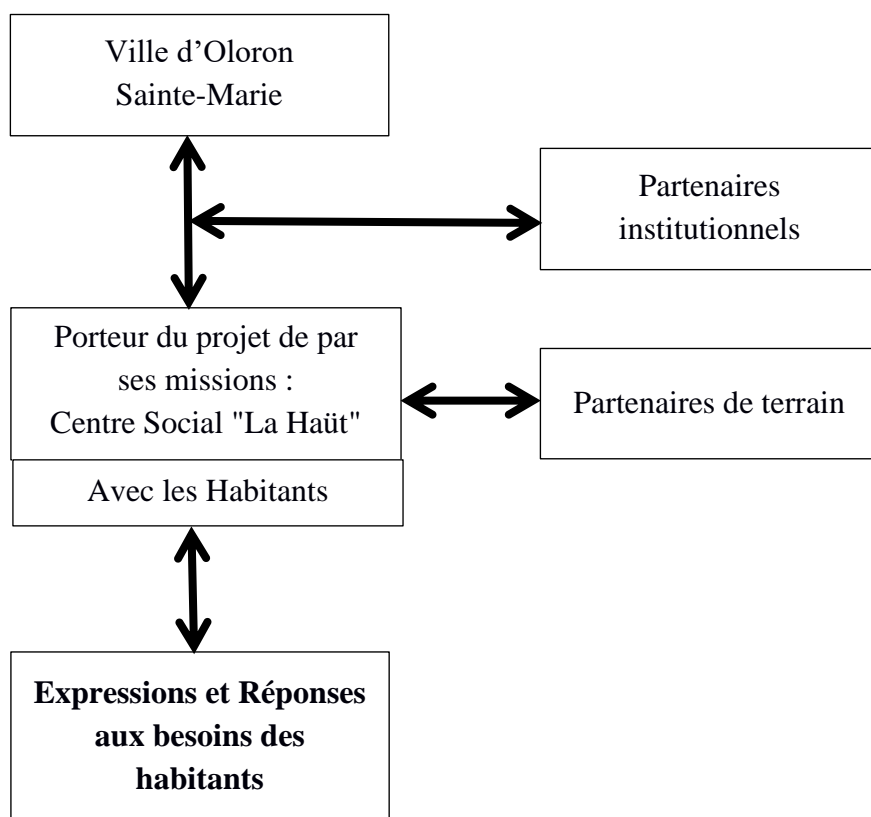 Ville d’Oloron
Sainte-Marie
Partenaires
institutionnels
Porteur du projet de par
ses missions :
Centre Social "La Haüt"
Partenaires de terrain
Avec les Habitants
Expressions et Réponses
aux besoins des
habitants